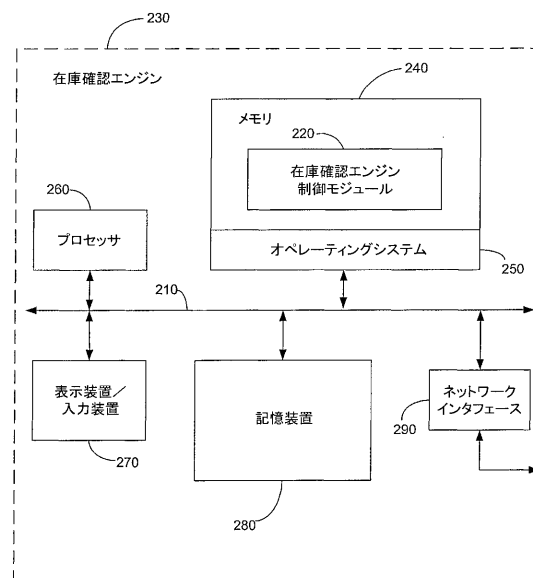 230
在庫確認エンジン
240
メモリ
220
在庫確認エンジン
制御モジュール
260
プロセッサ
オペレーティングシステム
250
210
表示装置/
入力装置
270
記憶装置
280
ネットワーク
インタフェース
290